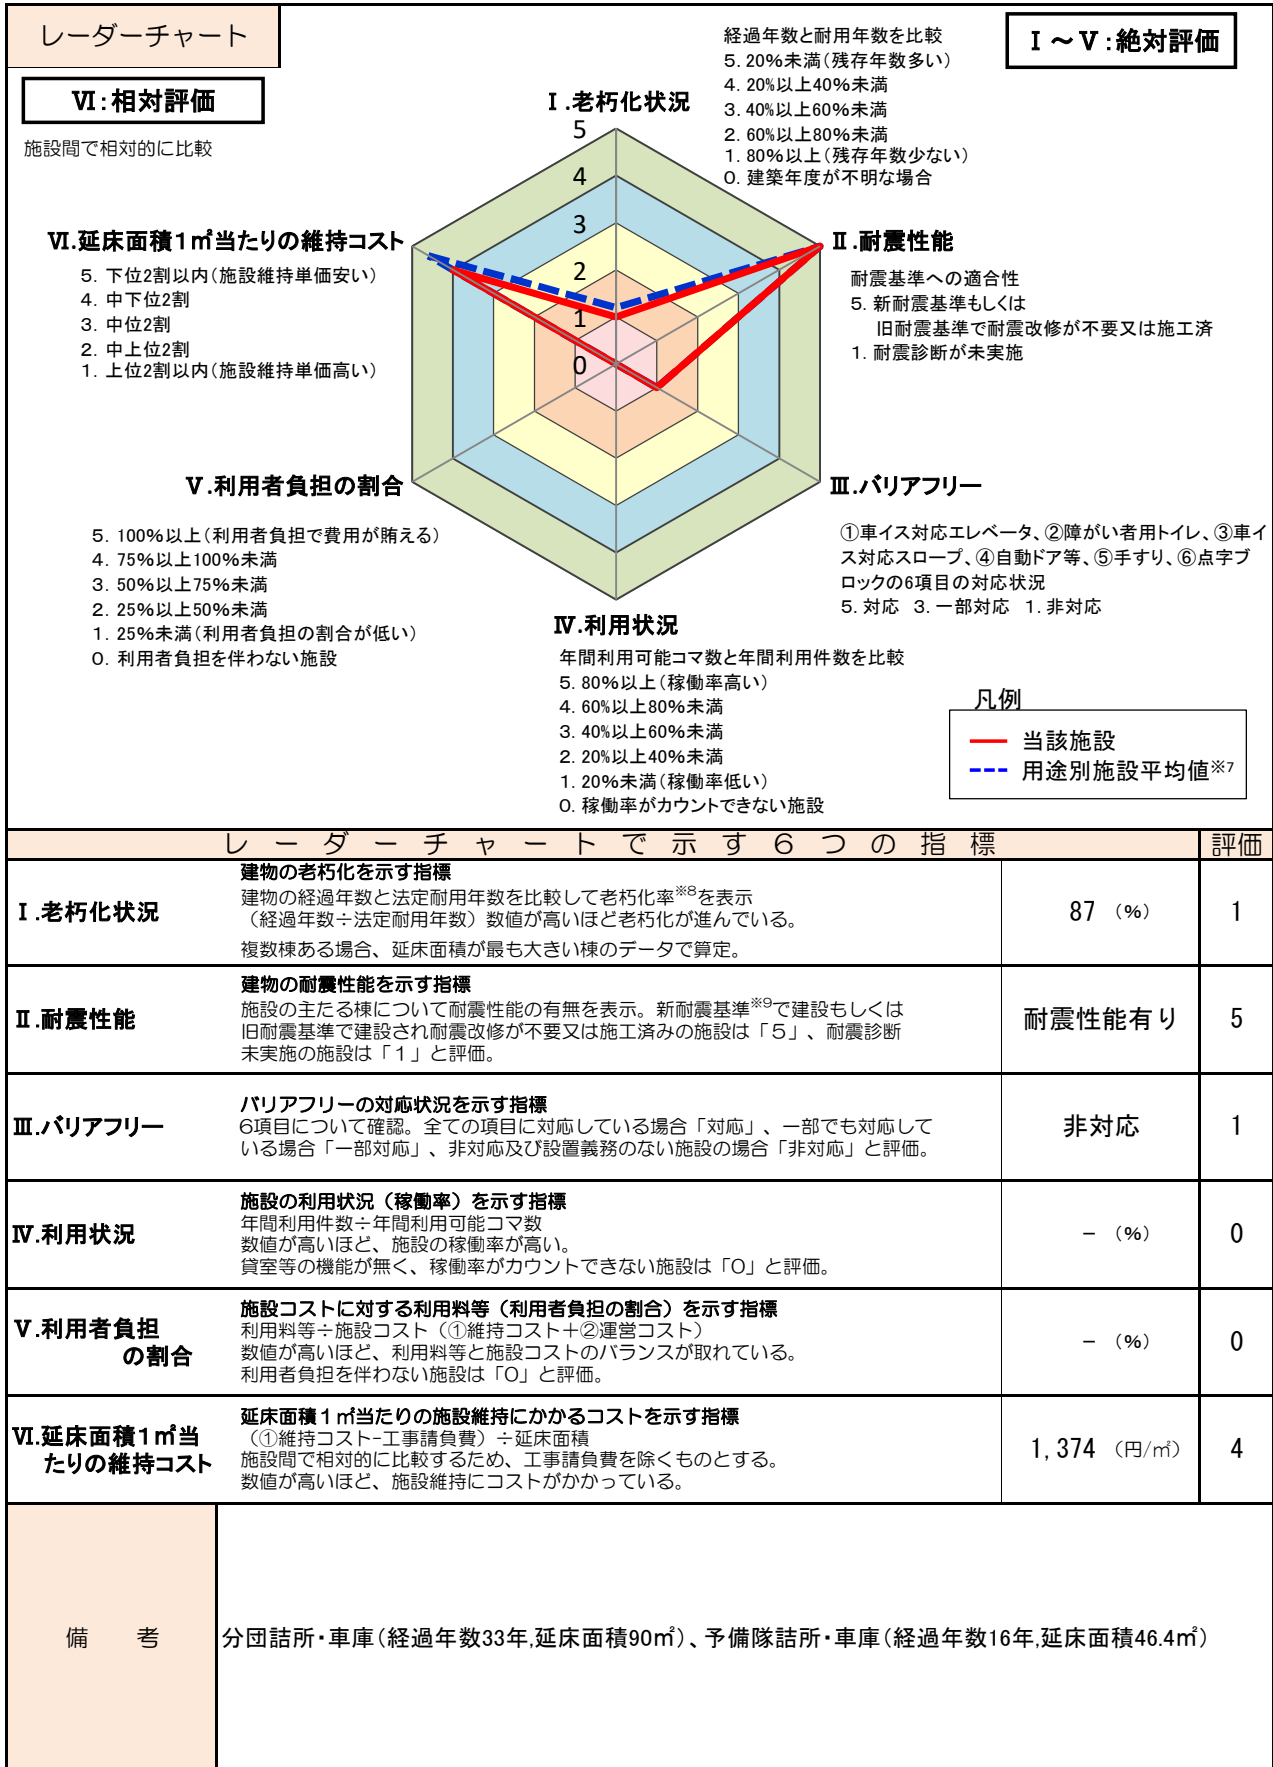 レーダーチャート
Ⅰ～Ⅴ：絶対評価
Ⅵ：相対評価
施設間で相対的に比較
経過年数と耐用年数を比較
5. 20%未満（残存年数多い）
4. 20%以上40%未満
3. 40%以上60%未満
2. 60%以上80%未満
1. 80%以上（残存年数少ない）
0. 建築年度が不明な場合
Ⅰ.老朽化状況
5
4
3
2
1
0
Ⅵ.延床面積1㎡当たりの維持コスト
5. 下位2割以内（施設維持単価安い）
4. 中下位2割
3. 中位2割
2. 中上位2割
1. 上位2割以内（施設維持単価高い）
Ⅱ.耐震性能
耐震基準への適合性
5. 新耐震基準もしくは
旧耐震基準で耐震改修が不要又は施工済
1. 耐震診断が未実施
Ⅴ.利用者負担の割合
5. 100%以上（利用者負担で費用が賄える）
4. 75%以上100%未満
3. 50%以上75%未満
2. 25%以上50%未満
1. 25%未満（利用者負担の割合が低い）
0. 利用者負担を伴わない施設
Ⅲ.バリアフリー
①車イス対応エレベータ、②障がい者用トイレ、③車イ
ス対応スロープ、④自動ドア等、⑤手すり、⑥点字ブ
ロックの6項目の対応状況
5. 対応 3. 一部対応 1. 非対応
Ⅳ.利用状況
年間利用可能コマ数と年間利用件数を比較
5. 80%以上（稼働率高い）
4. 60%以上80%未満
3. 40%以上60%未満
2. 20%以上40%未満
1. 20%未満（稼働率低い）
0. 稼働率がカウントできない施設
凡例
当該施設
用途別施設平均値※7
レーダーチャートで示す6つの指標 評価
Ⅰ.老朽化状況
建物の老朽化を示す指標
建物の経過年数と法定耐用年数を比較して老朽化率※8を表示
（経過年数÷法定耐用年数）数値が高いほど老朽化が進んでいる。
複数棟ある場合、延床面積が最も大きい棟のデータで算定。
87 （%） 1
Ⅱ.耐震性能
建物の耐震性能を示す指標
施設の主たる棟について耐震性能の有無を表示。新耐震基準※9で建設もしくは
旧耐震基準で建設され耐震改修が不要又は施工済みの施設は「5」、耐震診断
未実施の施設は「1」と評価。
耐震性能有り 5
Ⅲ.バリアフリー
バリアフリーの対応状況を示す指標
6項目について確認。全ての項目に対応している場合「対応」、一部でも対応して
いる場合「一部対応」、非対応及び設置義務のない施設の場合「非対応」と評価。
非対応 1
Ⅳ.利用状況
施設の利用状況（稼働率）を示す指標
年間利用件数÷年間利用可能コマ数
数値が高いほど、施設の稼働率が高い。
貸室等の機能が無く、稼働率がカウントできない施設は「0」と評価。
－ （%） 0
Ⅴ.利用者負担
の割合
施設コストに対する利用料等（利用者負担の割合）を示す指標
利用料等÷施設コスト（①維持コスト＋②運営コスト）
数値が高いほど、利用料等と施設コストのバランスが取れている。
利用者負担を伴わない施設は「0」と評価。
－ （%） 0
Ⅵ.延床面積1㎡当
たりの維持コスト
延床面積1㎡当たりの施設維持にかかるコストを示す指標
（①維持コスト-工事請負費）÷延床面積
施設間で相対的に比較するため、工事請負費を除くものとする。
数値が高いほど、施設維持にコストがかかっている。
1,374 （円/㎡） 4
備　考
分団詰所・車庫（経過年数33年,延床面積90㎡）、予備隊詰所・車庫（経過年数16年,延床面積46.4㎡）